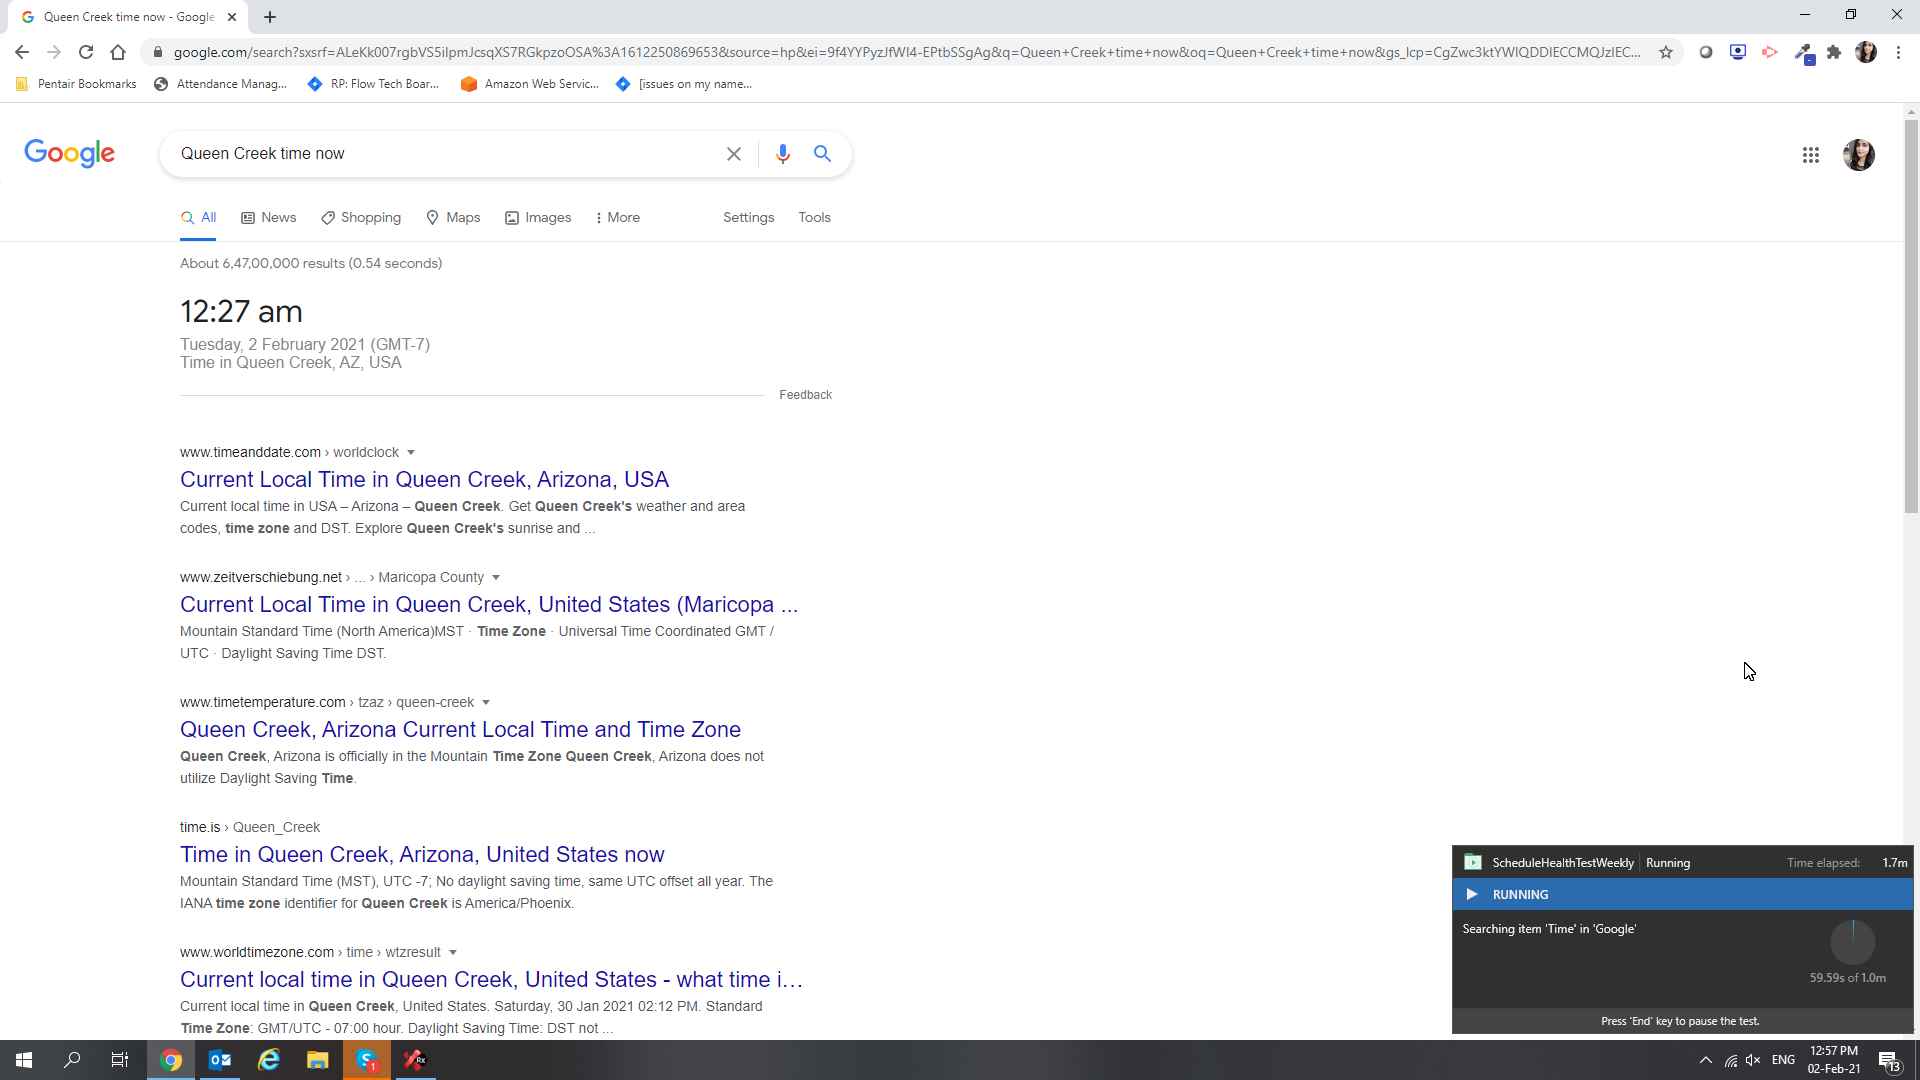 Queen Creek time now - Google
google.com/search?sxsrf=ALeKk007rgbVS5iIpmJcsqXS7RGkpzoOSA%3A1612250869653&source=hp&ei=9f4YYPyzJfWI4-EPtbSSgAg&q=Queen+Creek+time+now&oq=Queen+Creek+time+now&gs_lcp=CgZwc3ktYWIQDDIECCMQJzIEC...
Pentair Bookmarks
Attendance Manag...
RP: Flow Tech Boar...
Amazon Web Servic...
[issues on my name...
Google
Queen Creek time now
All
News
Shopping
Maps
Images
More
Settings
Tools
About 6,47,00,000 results (0.54 seconds)
12:27 am
Tuesday, 2 February 2021 (GMT-7)
Time in Queen Creek, AZ, USA
Feedback
www.timeanddate.com › worldclock
Current Local Time in Queen Creek, Arizona, USA
Current local time in USA – Arizona – Queen Creek. Get Queen Creek's weather and area
codes, time zone and DST. Explore Queen Creek's sunrise and ...
www.zeitverschiebung.net › ... › Maricopa County
Current Local Time in Queen Creek, United States (Maricopa ...
Mountain Standard Time (North America)MST · Time Zone · Universal Time Coordinated GMT /
UTC · Daylight Saving Time DST.
www.timetemperature.com › tzaz › queen-creek
Queen Creek, Arizona Current Local Time and Time Zone
Queen Creek, Arizona is officially in the Mountain Time Zone Queen Creek, Arizona does not
utilize Daylight Saving Time.
time.is › Queen_Creek
Time in Queen Creek, Arizona, United States now
Mountain Standard Time (MST), UTC -7; No daylight saving time, same UTC offset all year. The
IANA time zone identifier for Queen Creek is America/Phoenix.
www.worldtimezone.com › time › wtzresult
Current local time in Queen Creek, United States - what time i...
Current local time in Queen Creek, United States. Saturday, 30 Jan 2021 02:12 PM. Standard
Time Zone: GMT/UTC - 07:00 hour. Daylight Saving Time: DST not ...
ScheduleHealthTestWeekly
Running
Time elapsed:
1.7m
RUNNING
Searching item 'Time' in 'Google'
59.59s of 1.0m
Press 'End' key to pause the test.
1
Rx
ENG
12:57 PM
02-Feb-21
13